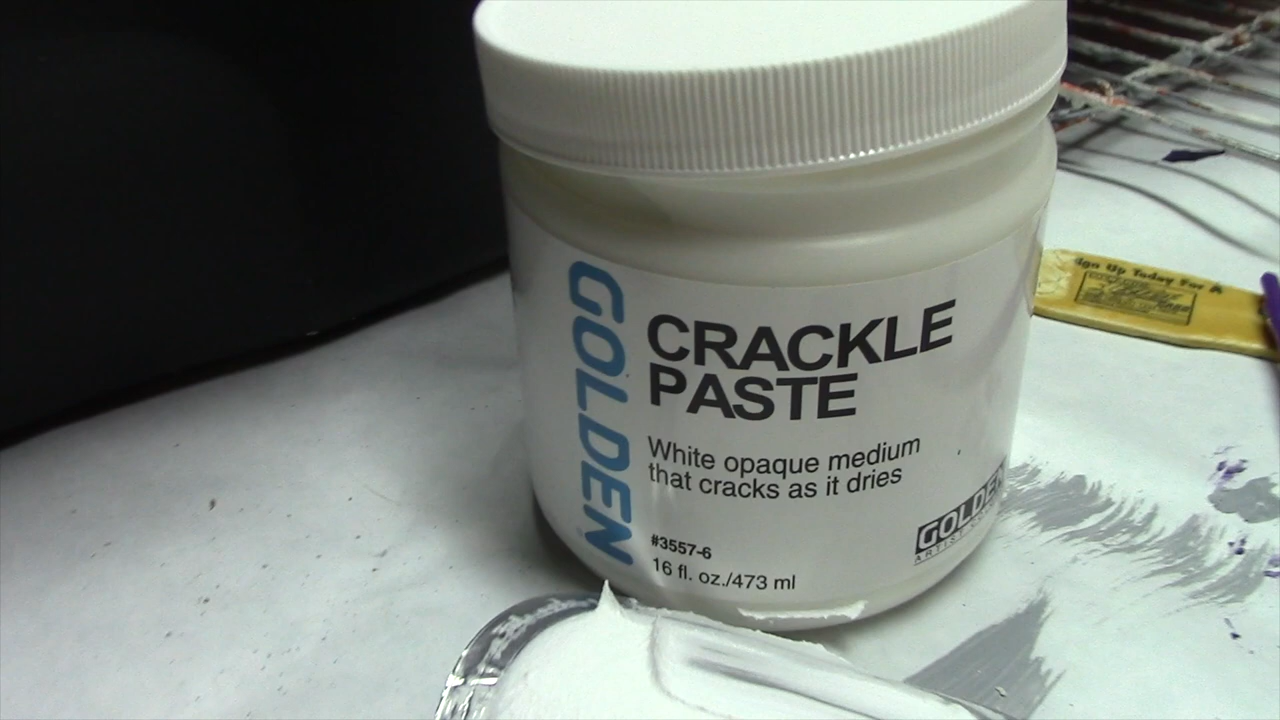 GOLDEN
CRACKLE
PASTE
White opaque medium
that cracks as it dries
#3557-6
16 fl. oz./473 ml
GOLDEN
ARTIST
Sign Up Today For A